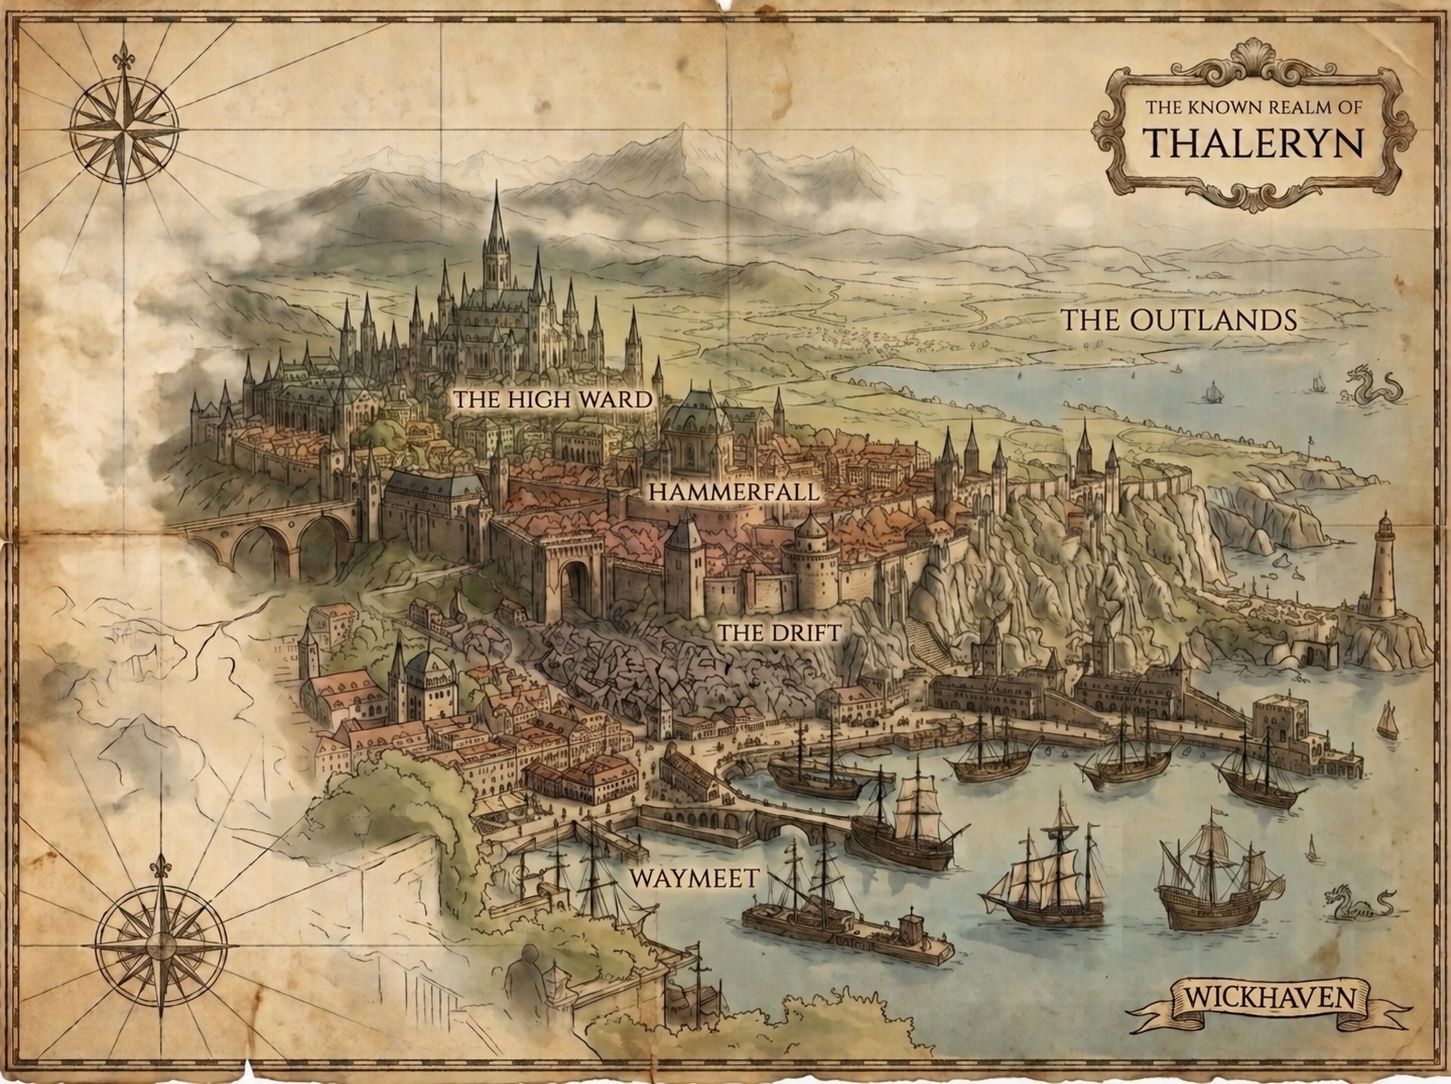 THE KNOWN REALM OF
THALERYN
THE OUTLANDS
THE HIGH WARD
HAMMERFALL
THE DRIFT
WAYMEET
WICKHAVEN